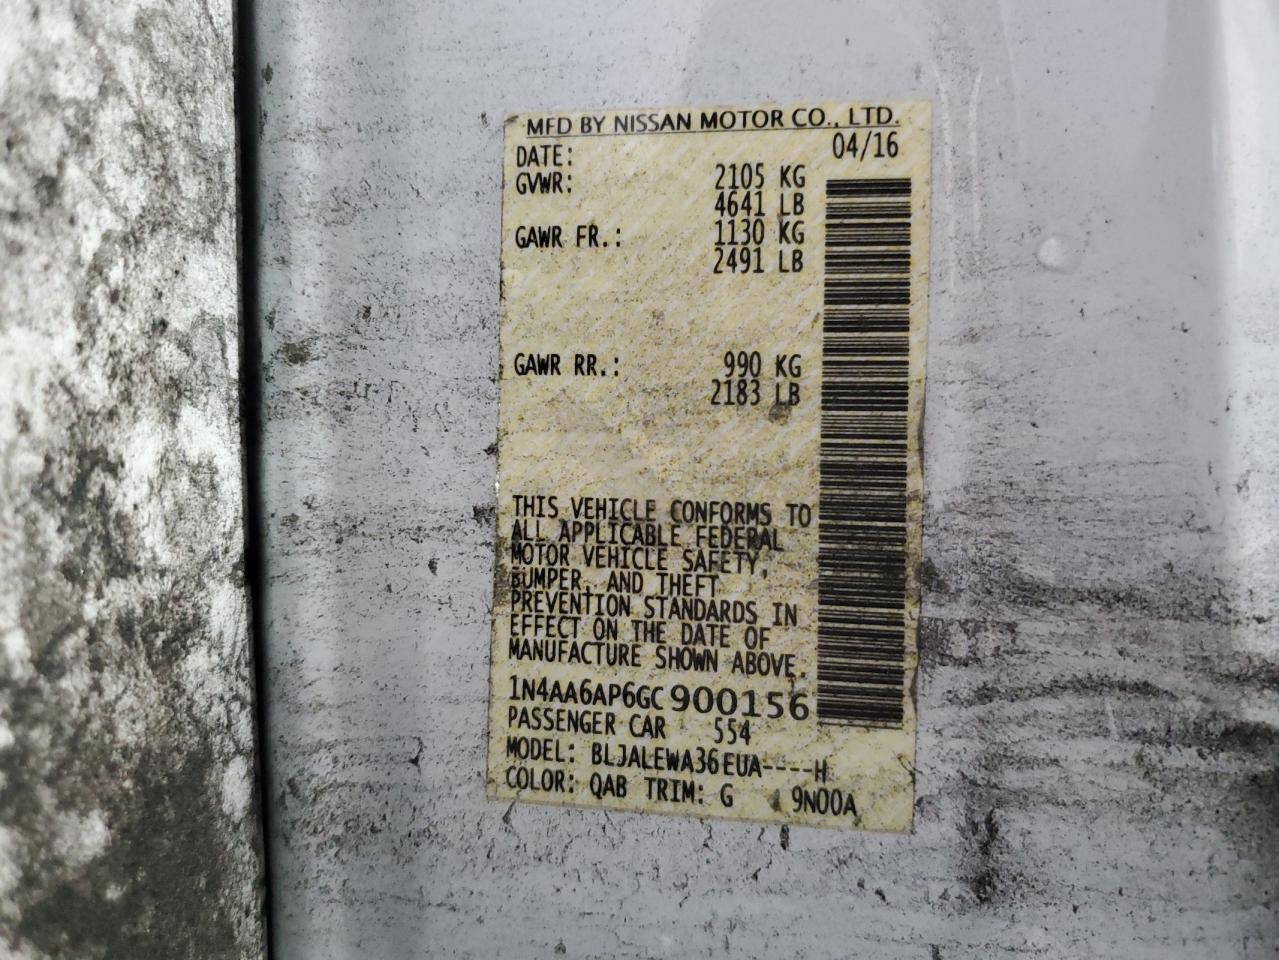 MFD BY NISSAN MOTOR CO., LTD.
DATE: 04/16
GVWR: 2105 KG
4641 LB
GAWR FR.: 1130 KG
2491 LB
GAWR RR.: 990 KG
2183 LB
THIS VEHICLE CONFORMS TO
ALL APPLICABLE FEDERAL
MOTOR VEHICLE SAFETY,
BUMPER, AND THEFT
PREVENTION STANDARDS IN
EFFECT ON THE DATE OF
MANUFACTURE SHOWN ABOVE.
1N4AA6AP6GC900156
PASSENGER CAR 554
MODEL: BLJALEWA36EUA----H
COLOR: QAB TRIM: G 9N00A